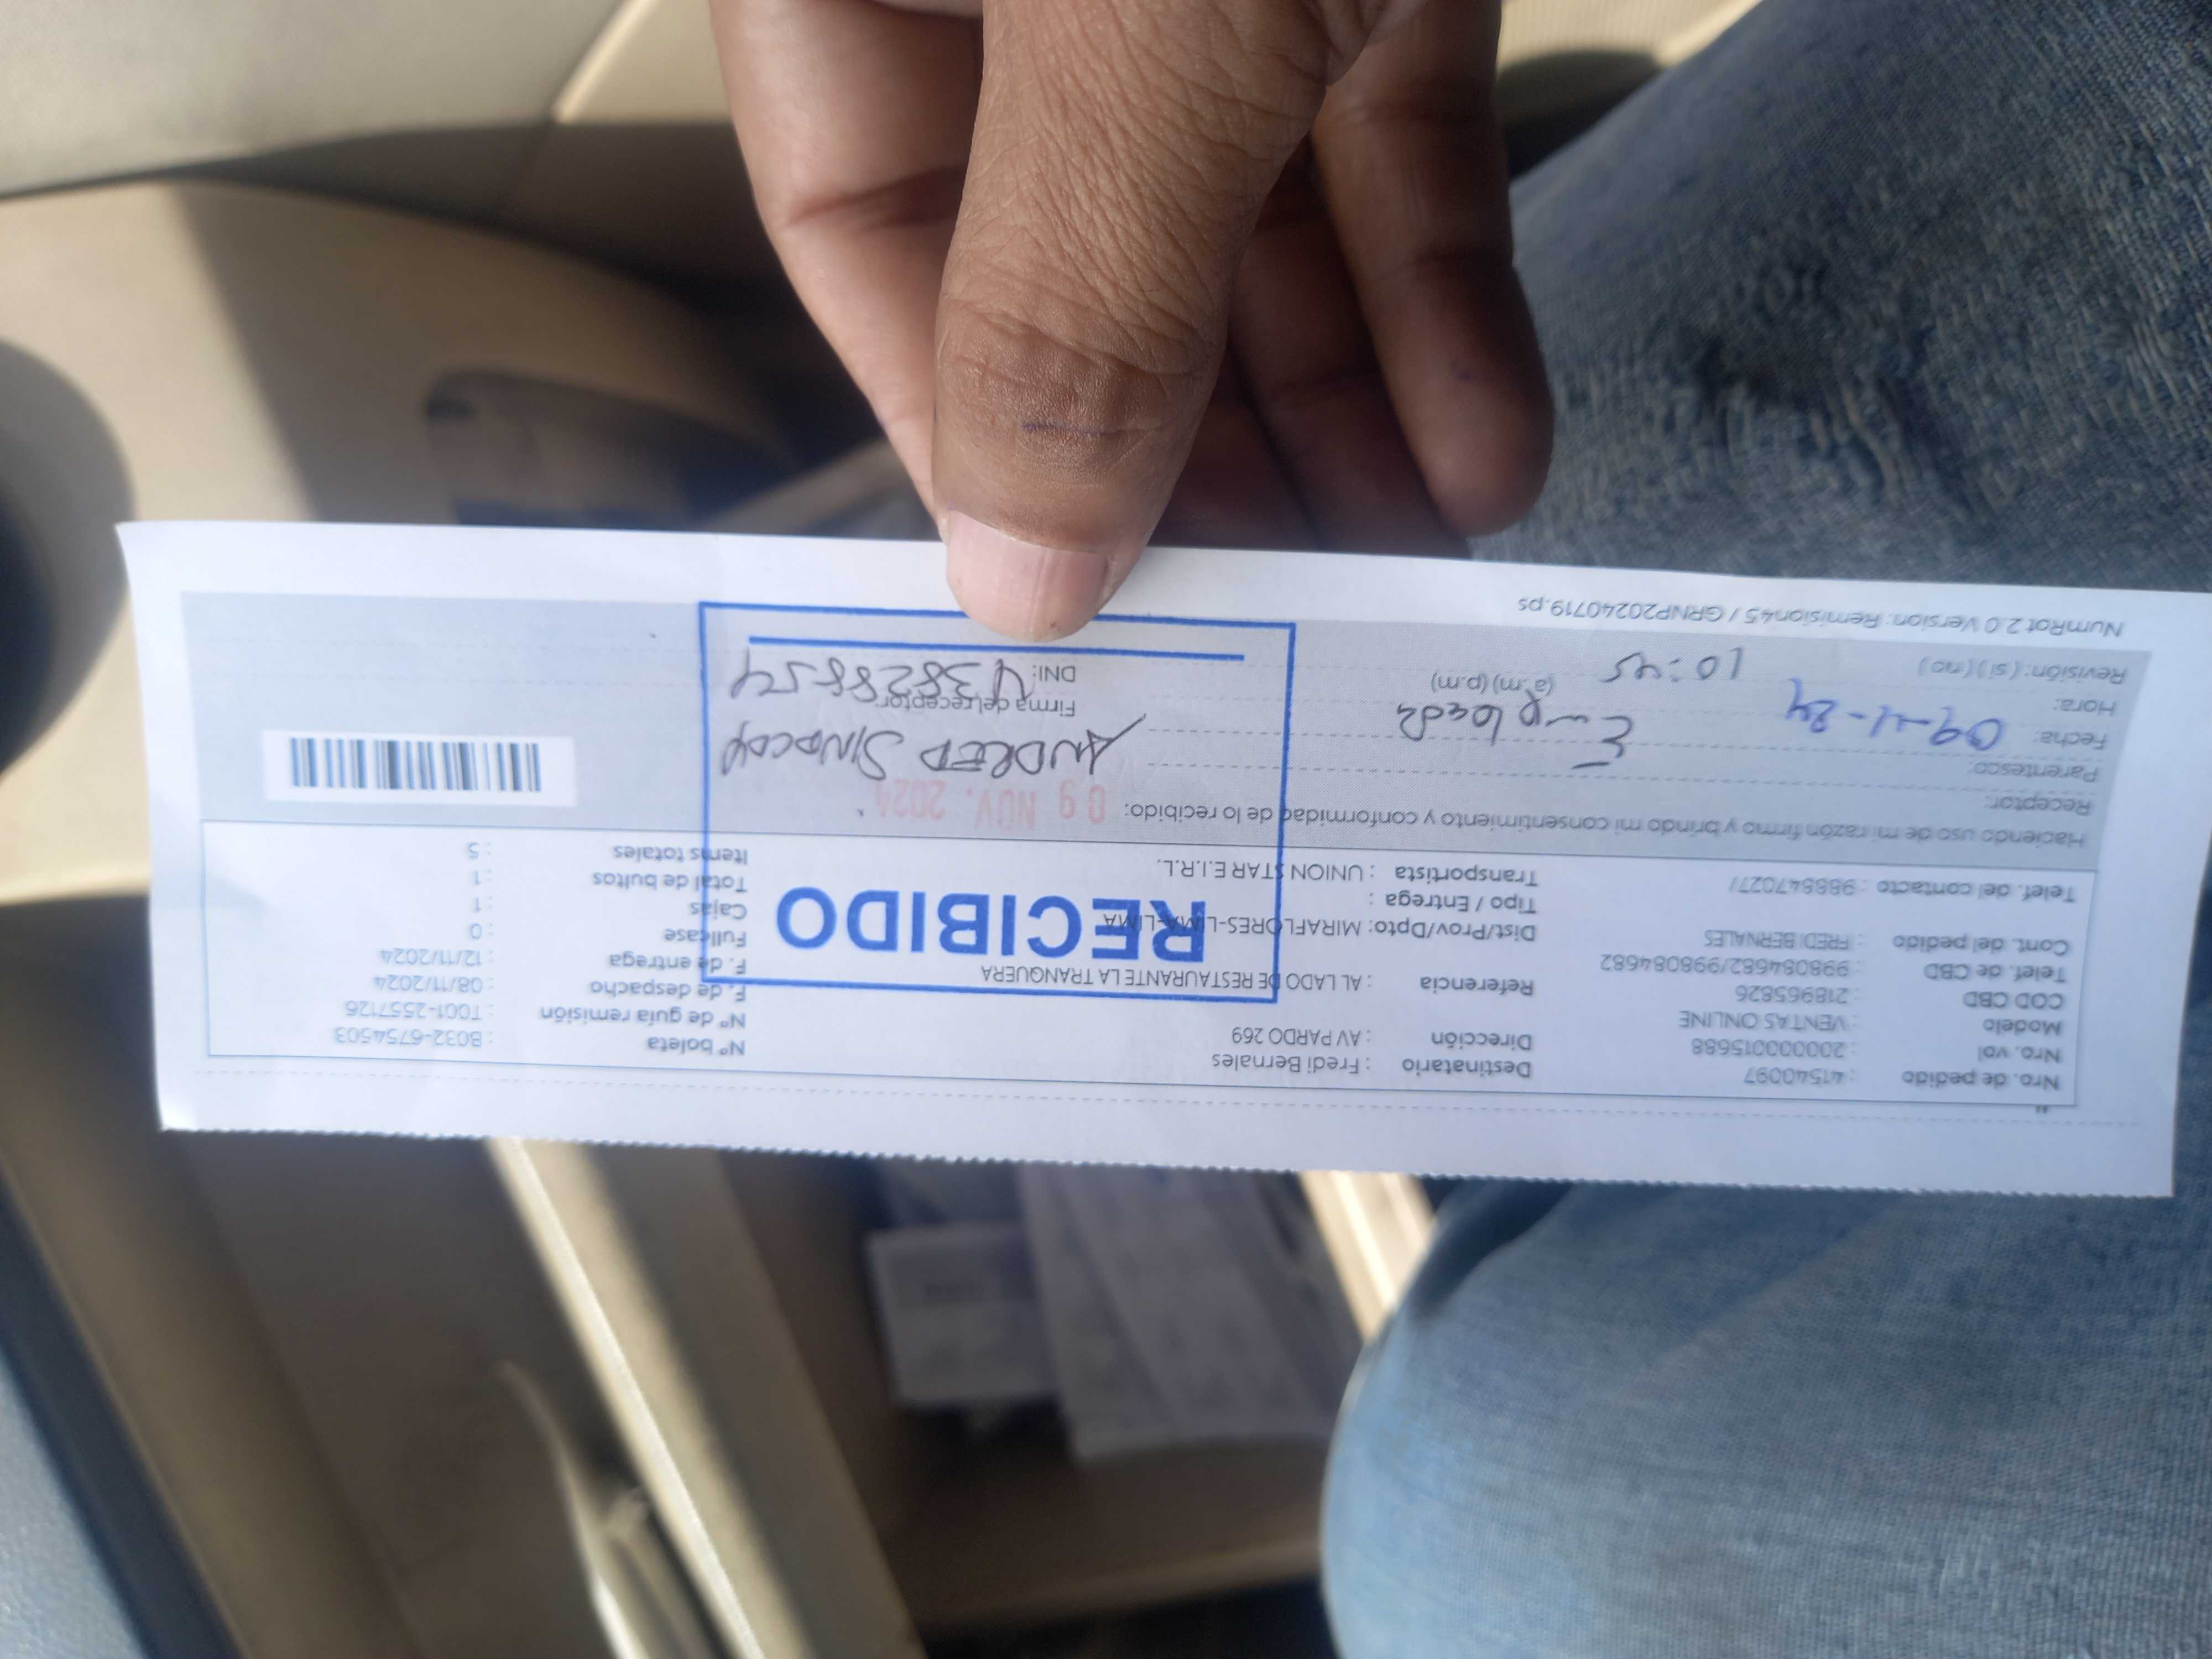 Nro. de pedido : 41540097 Destinatario : Fredi Bernales N° boleta : B032-6754503
Nro. vol : 20000015688 Dirección : AV PARDO 269 N° de guía remisión : T001-2557126
Modelo : VENTAS ONLINE F. de despacho : 08/11/2024
COD CBD : 218965826 Referencia : AL LADO DE RESTAURANTE LA TRANQUERA F. de entrega : 12/11/2024
Telef. de CBD : 998084682/998084682 Fullcase : 0
Cont. del pedido : FREDI BERNALES Dist/Prov/Dpto: MIRAFLORES-LIMA-LIMA Cajas : 1
Tipo / Entrega : Total de bultos : 1
Telef. del contacto : 988847027/ Transportista : UNION STAR E.I.R.L. Items totales : 5
RECIBIDO
Haciendo uso de mi razón firmo y brindo mi consentimiento y conformidad de lo recibido:
09 NOV. 2024
Receptor:
Parentesco: Empleada
Fecha: 09-11-24
Hora: 10:45 (a.m) (p.m)
Revisión: ( si ) ( no )
ANDRED
Firma del receptor
DNI: 43828854
NumRot 2.0 Version: Remision45 / GRNP20240719.ps